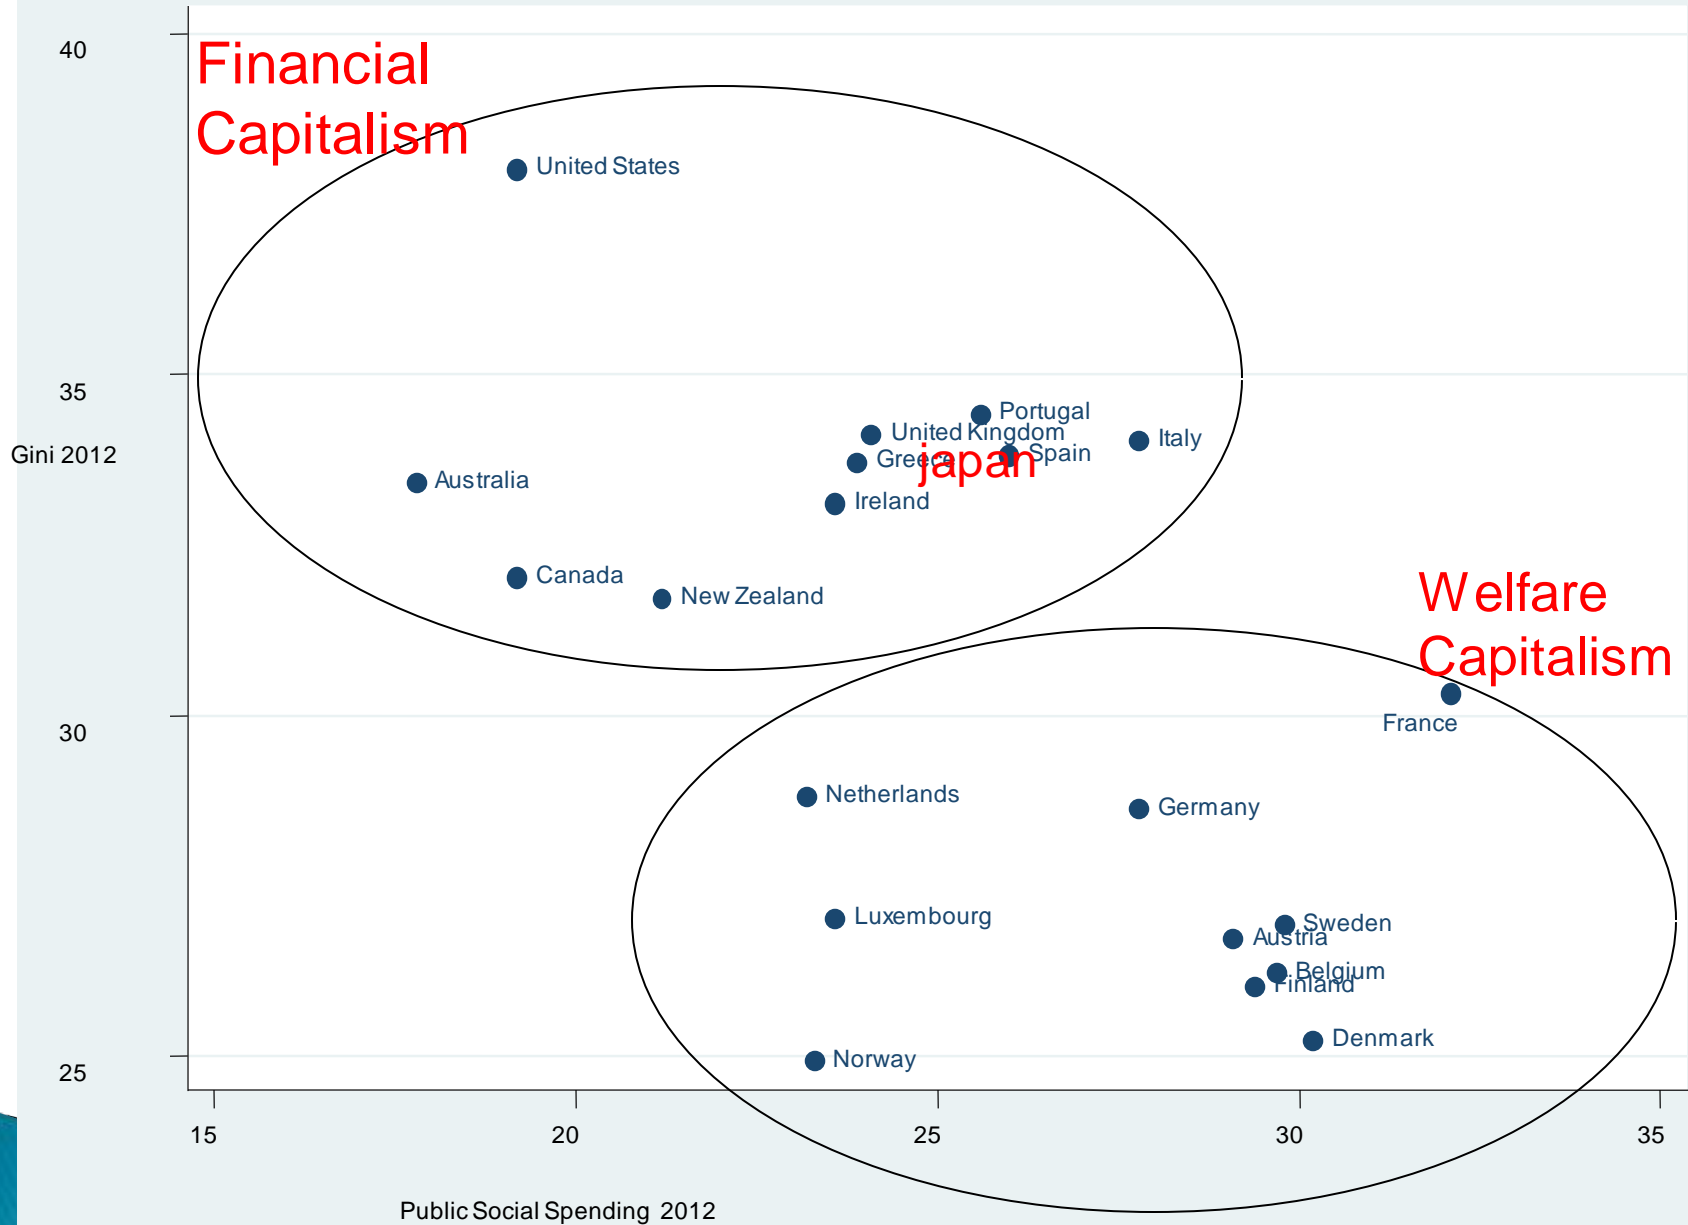 40
Financial
Capitalism
United States
35
Portugal
United Kingdom
Italy
Gini 2012
Greece
japan
Spain
Australia
Ireland
Canada
New Zealand
Welfare
Capitalism
30
France
Netherlands
Germany
Luxembourg
Sweden
Austria
Belgium
Finland
Denmark
Norway
25
15 20 25 30 35
Public Social Spending 2012